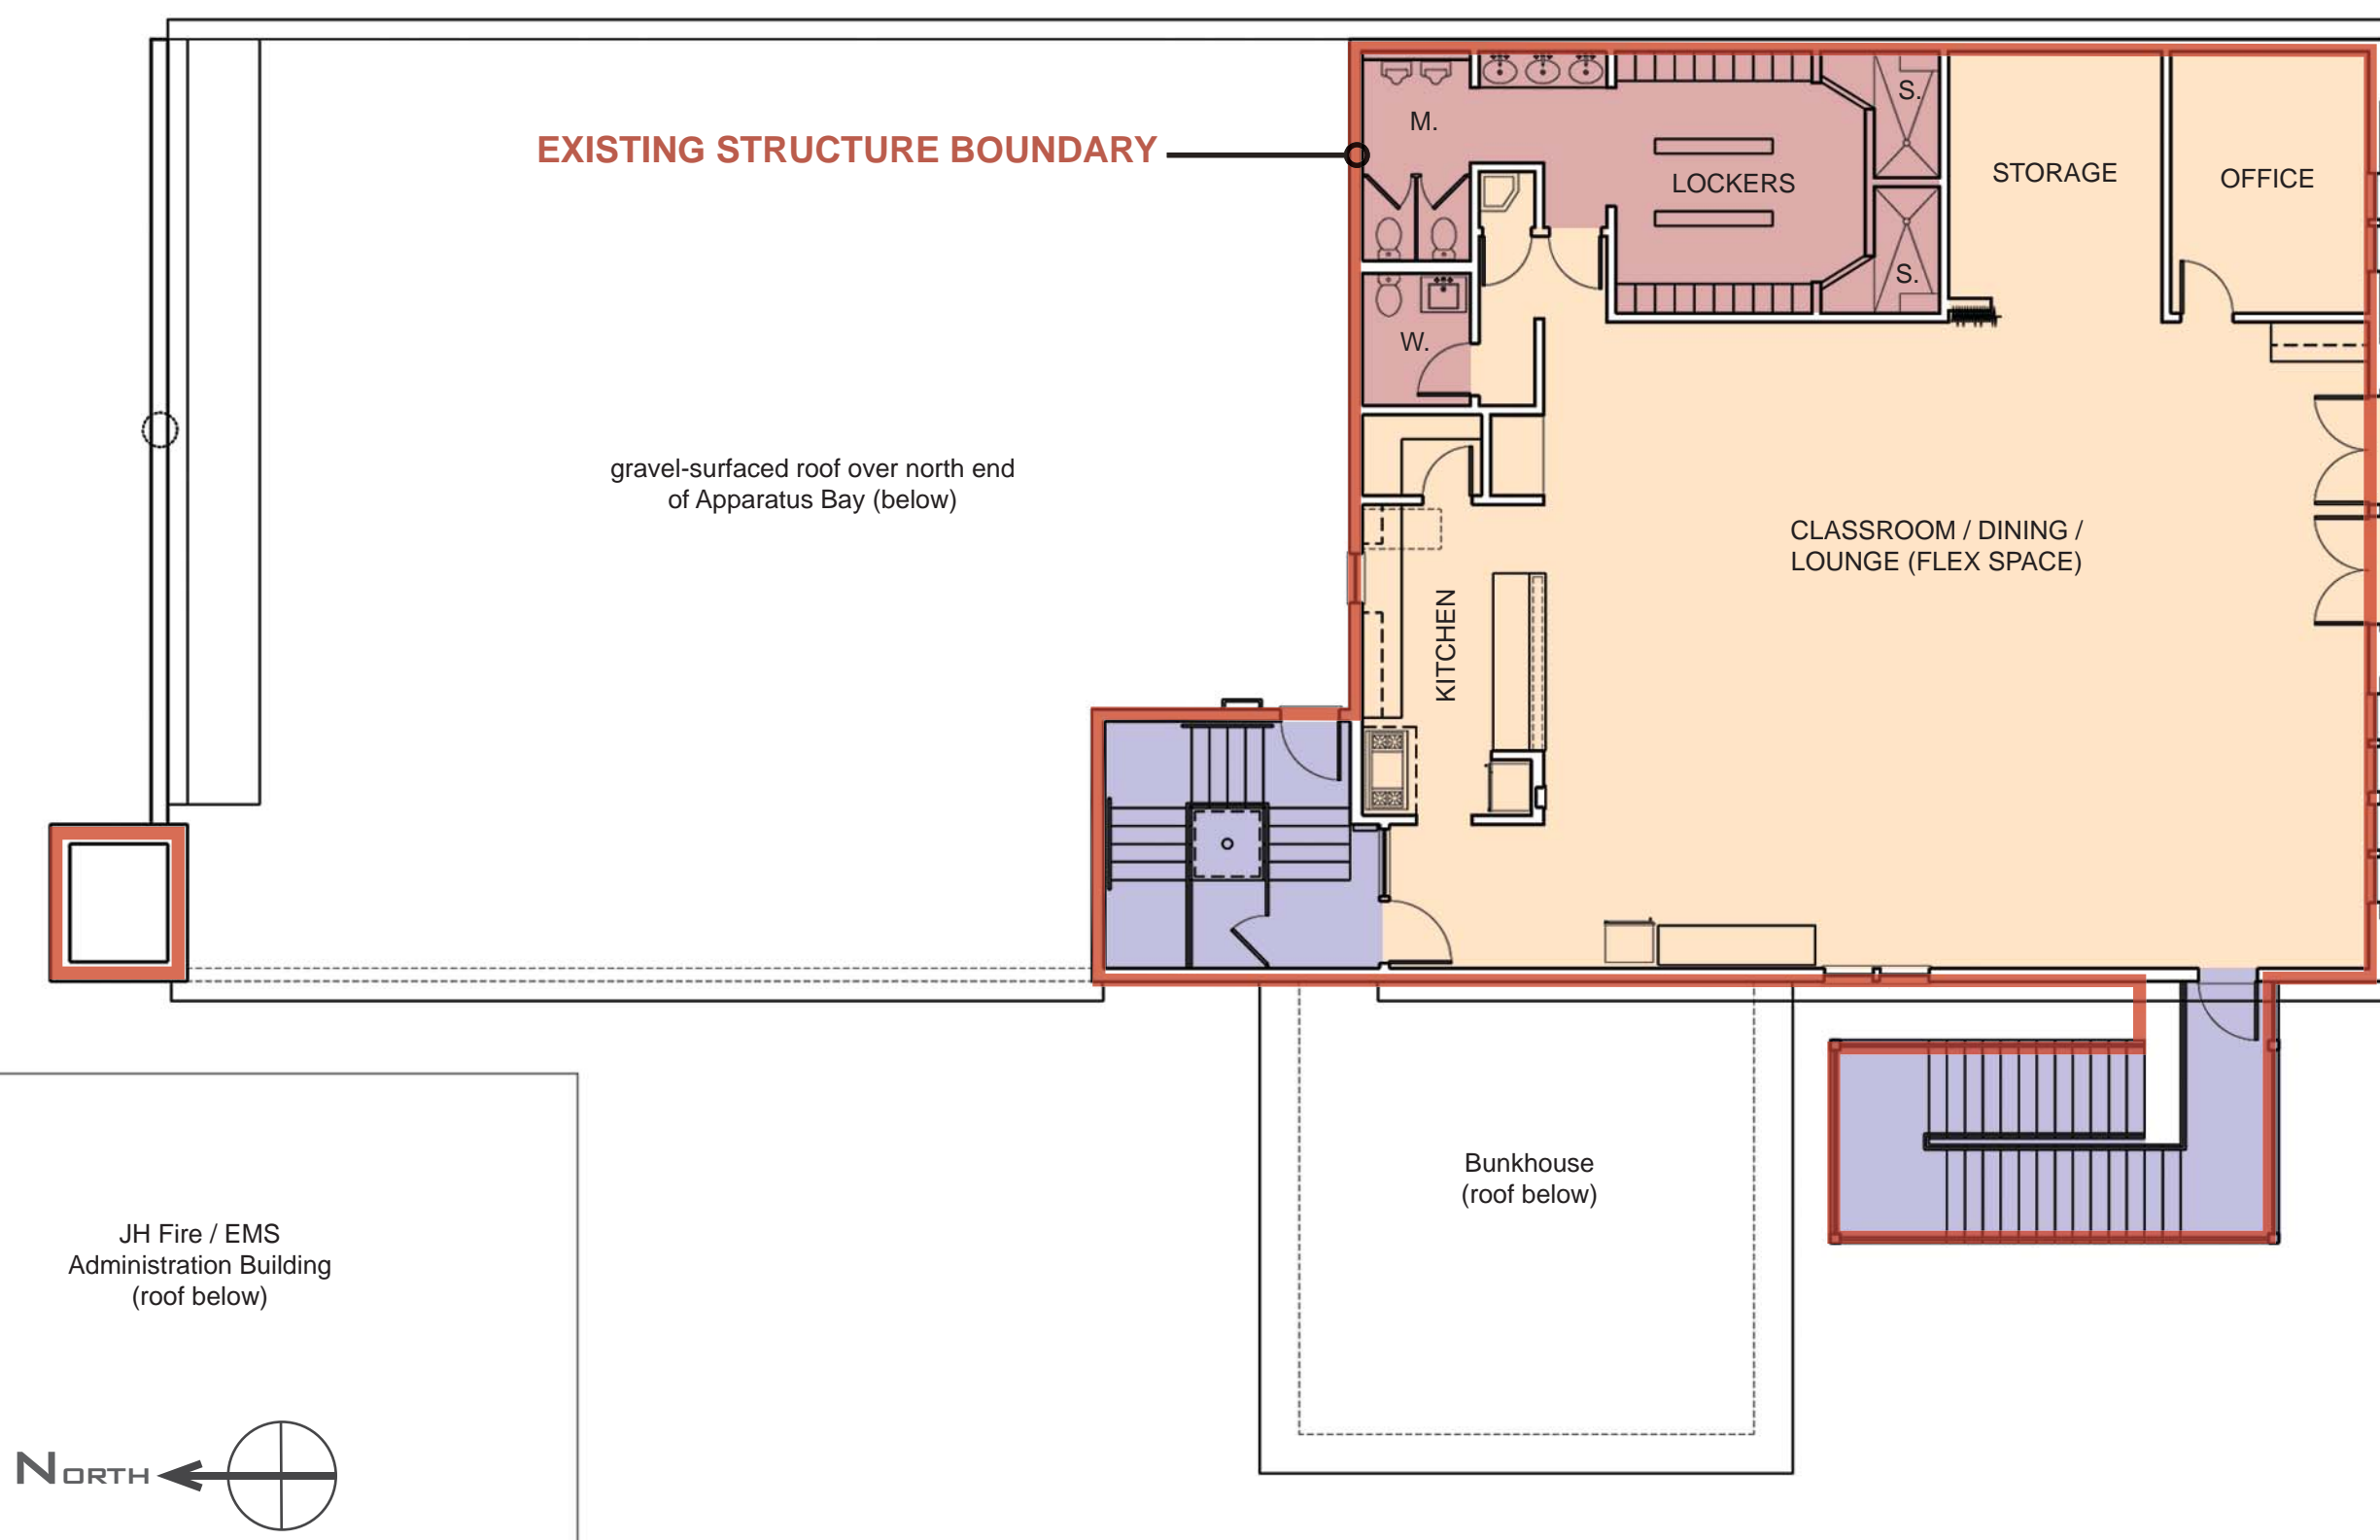 EXISTING STRUCTURE BOUNDARY
M.
S.
LOCKERS
STORAGE
OFFICE
S.
W.
gravel-surfaced roof over north end
of Apparatus Bay (below)
CLASSROOM / DINING /
LOUNGE (FLEX SPACE)
KITCHEN
Bunkhouse
(roof below)
JH Fire / EMS
Administration Building
(roof below)
NORTH